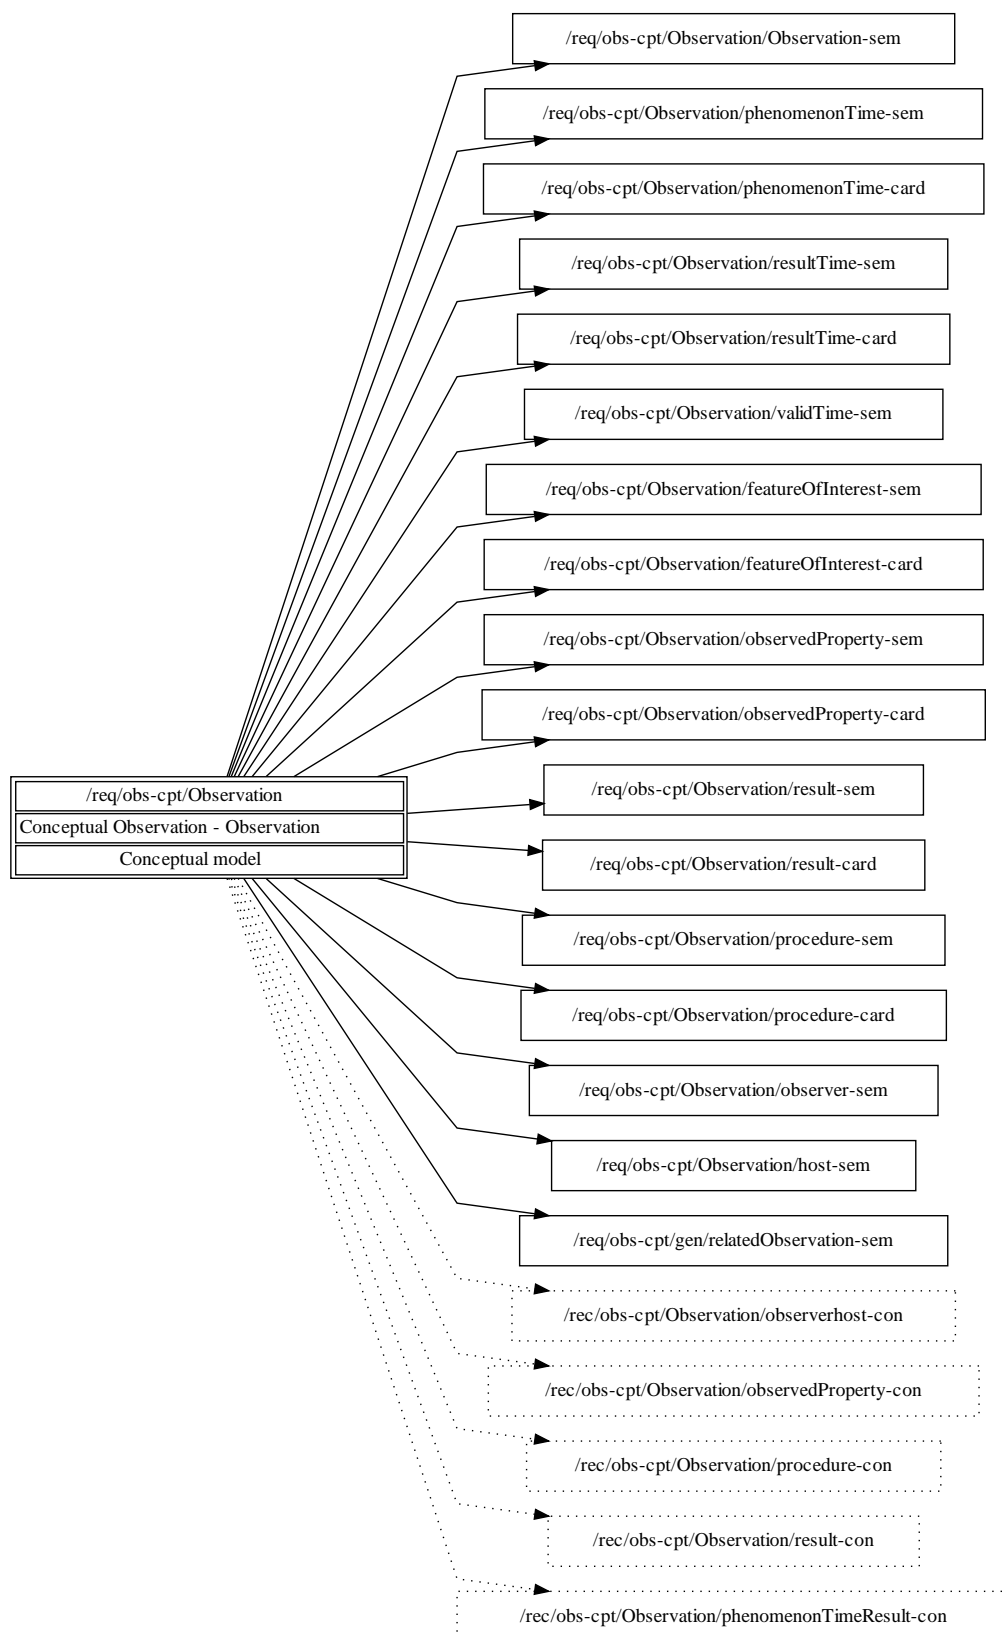 /req/obs-cpt/Observation/Observation-sem
/req/obs-cpt/Observation/phenomenonTime-sem
/req/obs-cpt/Observation/phenomenonTime-card
/req/obs-cpt/Observation/resultTime-sem
/req/obs-cpt/Observation/resultTime-card
/req/obs-cpt/Observation/validTime-sem
/req/obs-cpt/Observation/featureOfInterest-sem
/req/obs-cpt/Observation/featureOfInterest-card
/req/obs-cpt/Observation/observedProperty-sem
/req/obs-cpt/Observation/observedProperty-card
/req/obs-cpt/Observation
Conceptual Observation - Observation
Conceptual model
/req/obs-cpt/Observation/result-sem
/req/obs-cpt/Observation/result-card
/req/obs-cpt/Observation/procedure-sem
/req/obs-cpt/Observation/procedure-card
/req/obs-cpt/Observation/observer-sem
/req/obs-cpt/Observation/host-sem
/req/obs-cpt/gen/relatedObservation-sem
/rec/obs-cpt/Observation/observerhost-con
/rec/obs-cpt/Observation/observedProperty-con
/rec/obs-cpt/Observation/procedure-con
/rec/obs-cpt/Observation/result-con
/rec/obs-cpt/Observation/phenomenonTimeResult-con